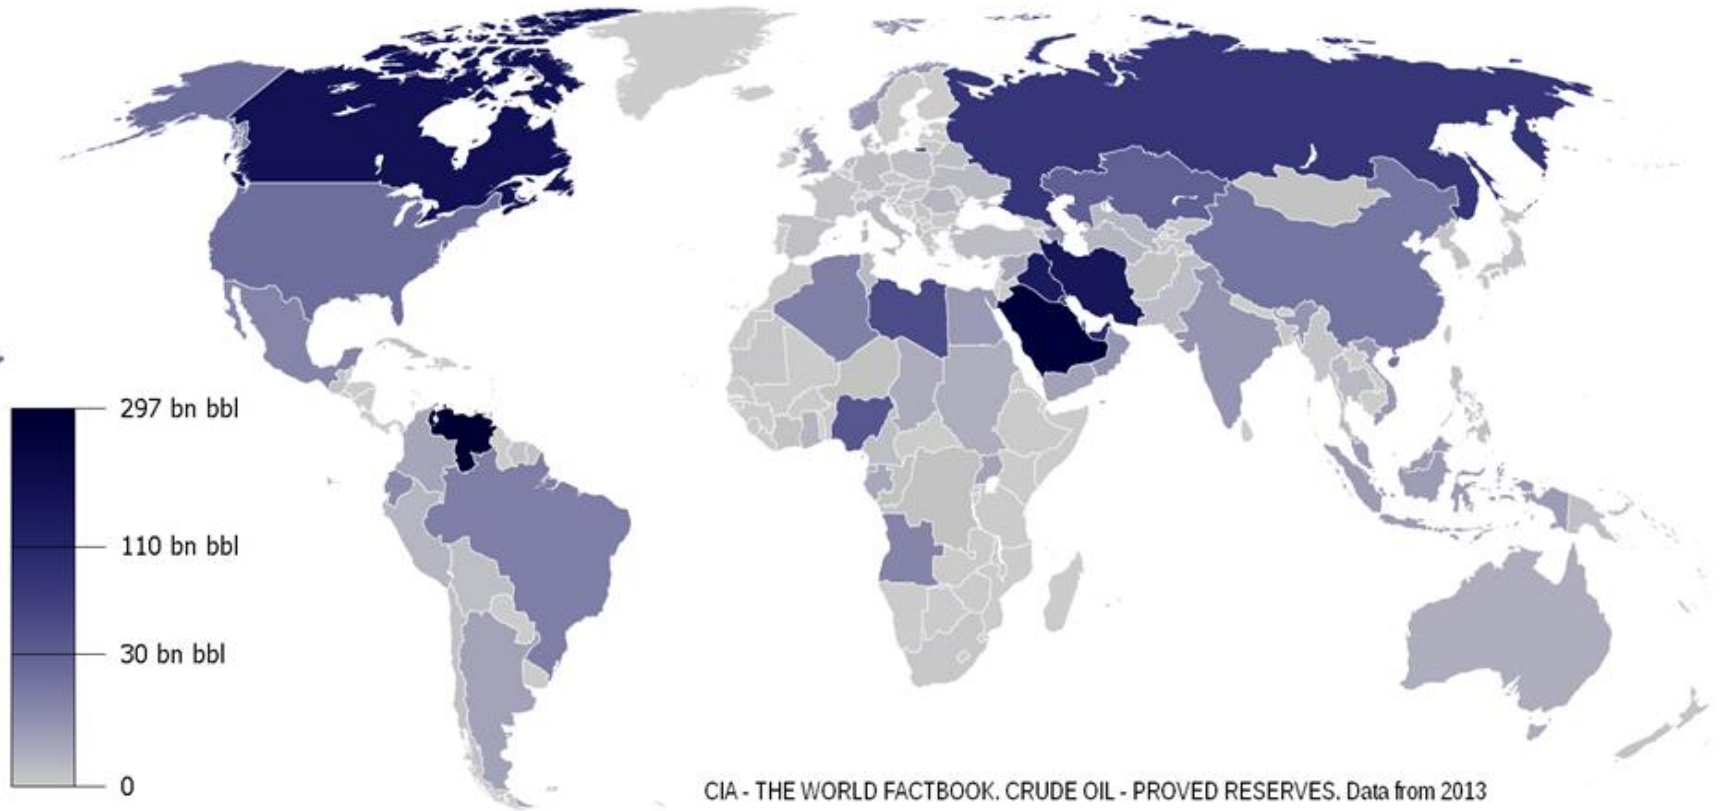 297 bn bbl
110 bn bbl
30 bn bbl
0
CIA - THE WORLD FACTBOOK. CRUDE OIL - PROVED RESERVES. Data from 2013